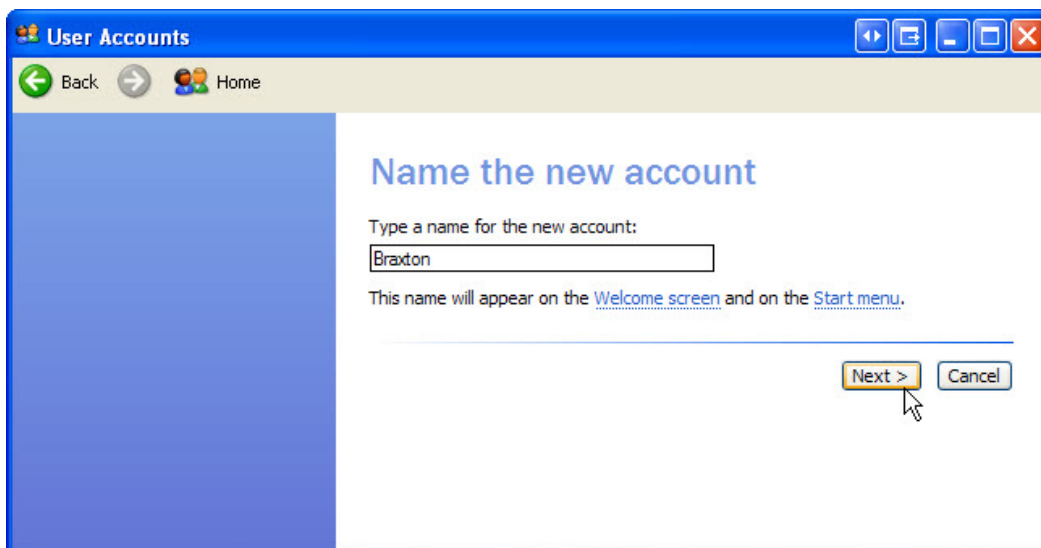 User Accounts
Back Home
Name the new account
Type a name for the new account:
Braxton
This name will appear on the Welcome screen and on the Start menu.
Next > Cancel